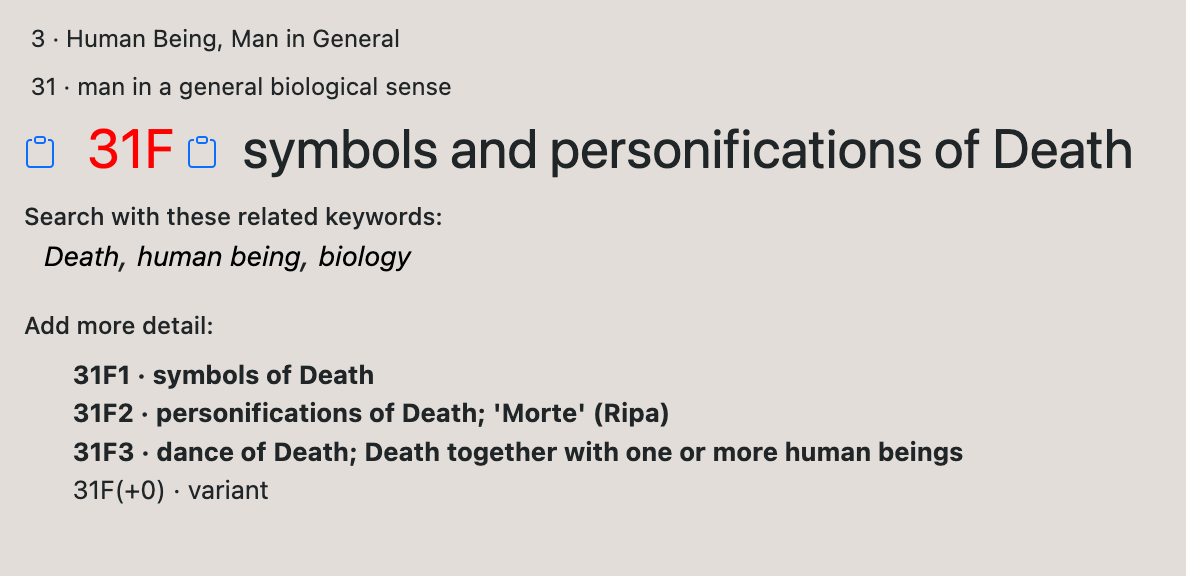 3 · Human Being, Man in General
31 · man in a general biological sense
31F symbols and personifications of Death
Search with these related keywords:
Death, human being, biology
Add more detail:
31F1 · symbols of Death
31F2 · personifications of Death; 'Morte' (Ripa)
31F3 · dance of Death; Death together with one or more human beings
31F(+0) · variant